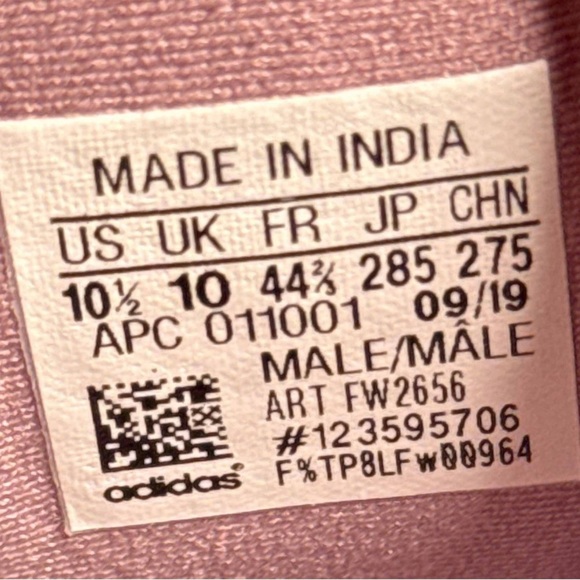 MADE IN INDIA
US UK FR JP CHN
10½ 10 44⅔ 285 275
APC 011001 09/19
MALE/MÂLE
ART FW2656
#123595706
F%TP8LFW00964
adidas®